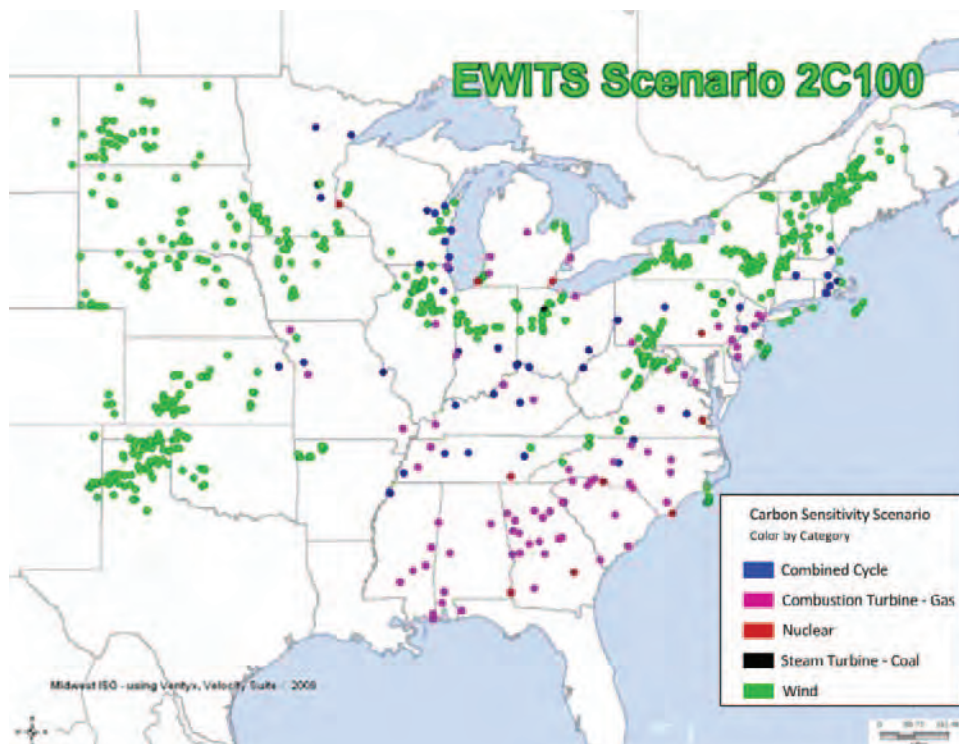 EWITS Scenario 2C100
Carbon Sensitivity Scenario
Color by Category
Combined Cycle
Combustion Turbine - Gas
Nuclear
Steam Turbine - Coal
Wind
Midwest ISO - using Ventyx, Velocity Suite
0